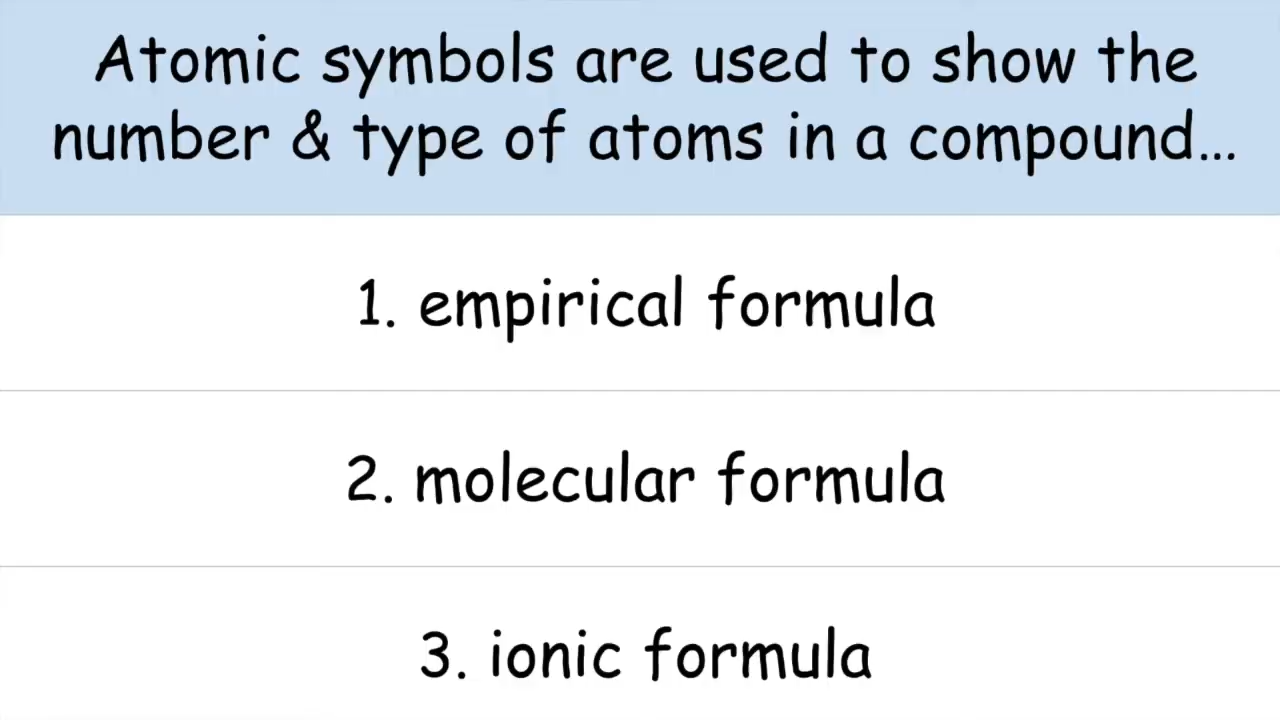 Atomic symbols are used to show the
number & type of atoms in a compound...
1. empirical formula
2. molecular formula
3. ionic formula